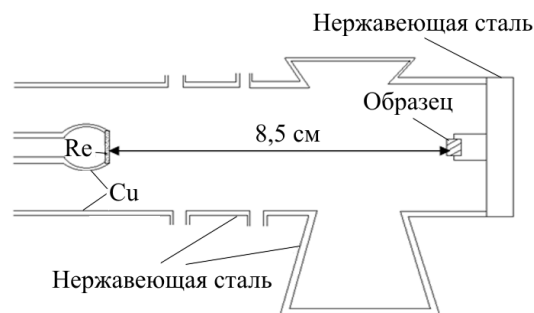 Нержавеющая сталь
Образец
8,5 см
Re
Cu
Нержавеющая сталь